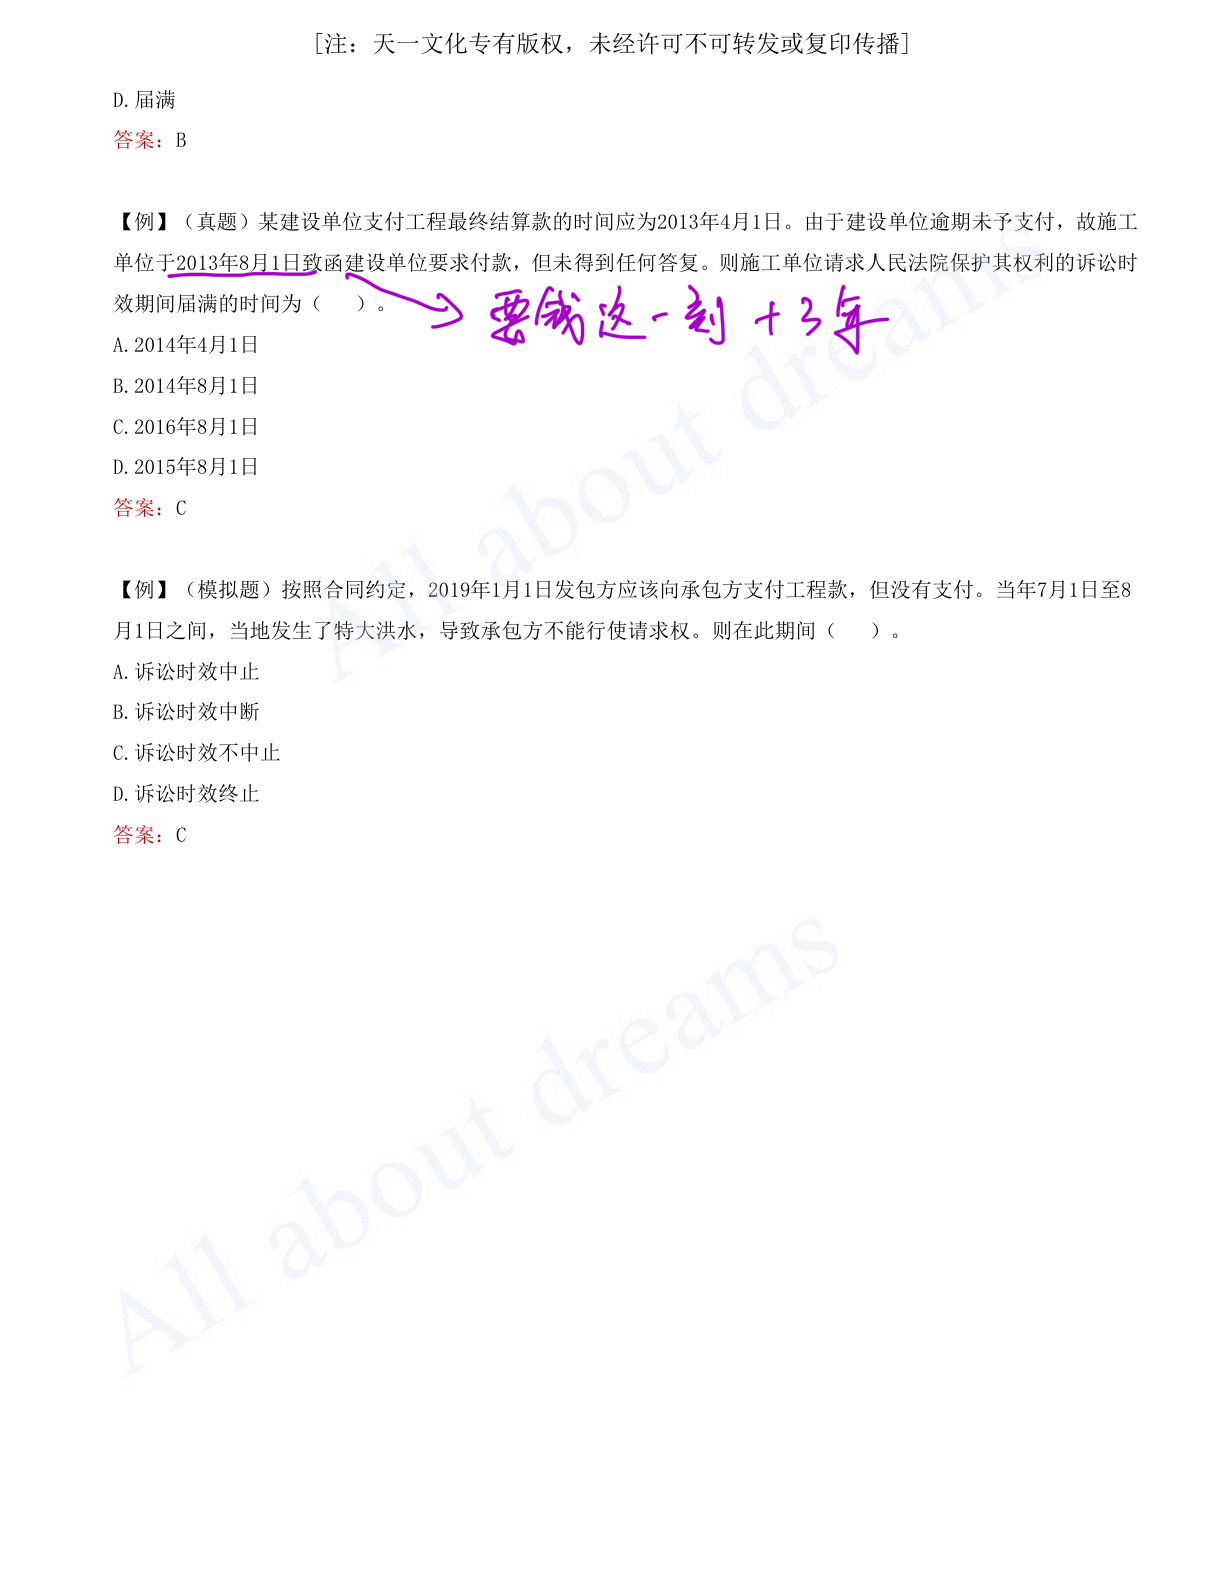 [注：天一文化专有版权，未经许可不可转发或复印传播]
D.届满
答案：B
【例】（真题）某建设单位支付工程最终结算款的时间应为2013年4月1日。由于建设单位逾期未予支付，故施工
单位于2013年8月1日致函建设单位要求付款，但未得到任何答复。则施工单位请求人民法院保护其权利的诉讼时
效期间届满的时间为（ ）。
要钱这一刻 +3年
A.2014年4月1日
B.2014年8月1日
C.2016年8月1日
D.2015年8月1日
答案：C
【例】（模拟题）按照合同约定，2019年1月1日发包方应该向承包方支付工程款，但没有支付。当年7月1日至8
月1日之间，当地发生了特大洪水，导致承包方不能行使请求权。则在此期间（ ）。
A.诉讼时效中止
B.诉讼时效中断
C.诉讼时效不中止
D.诉讼时效终止
答案：C
All about dreams
All about dreams